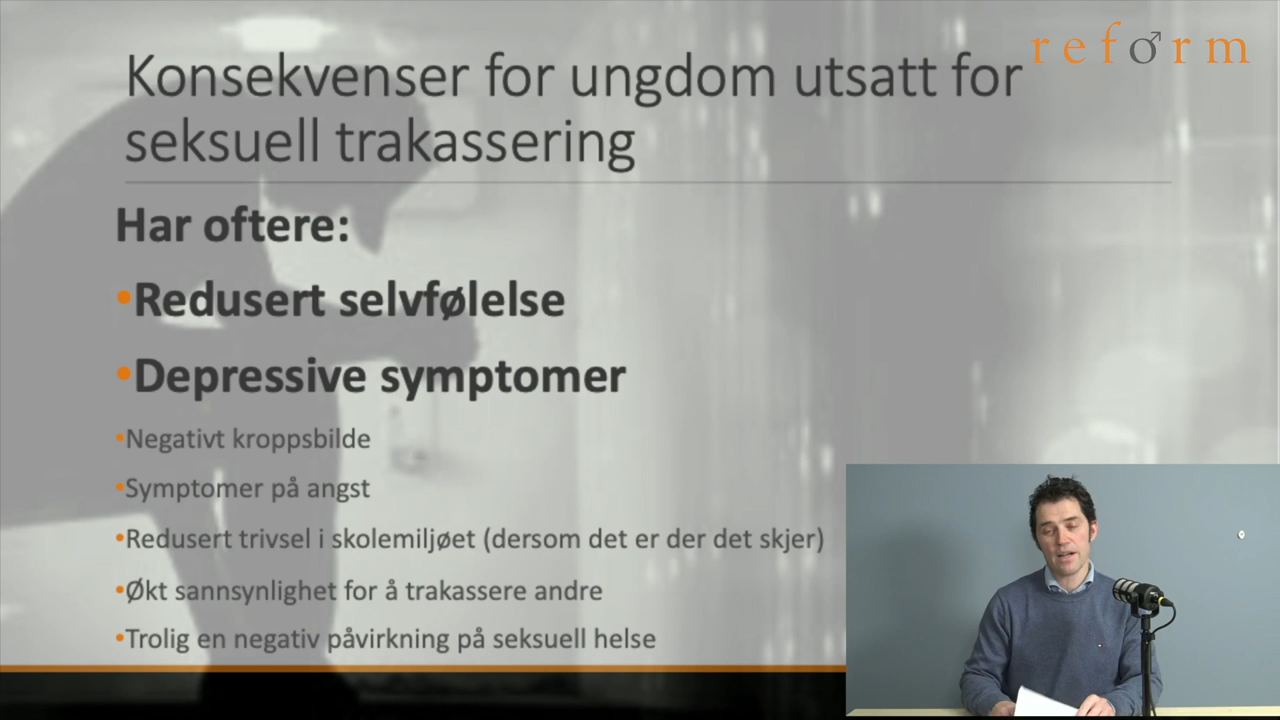 reform
Konsekvenser for ungdom utsatt for
seksuell trakassering
Har oftere:
•Redusert selvfølelse
•Depressive symptomer
•Negativt kroppsbilde
•Symptomer på angst
•Redusert trivsel i skolemiljøet (dersom det er der det skjer)
•Økt sannsynlighet for å trakassere andre
•Trolig en negativ påvirkning på seksuell helse